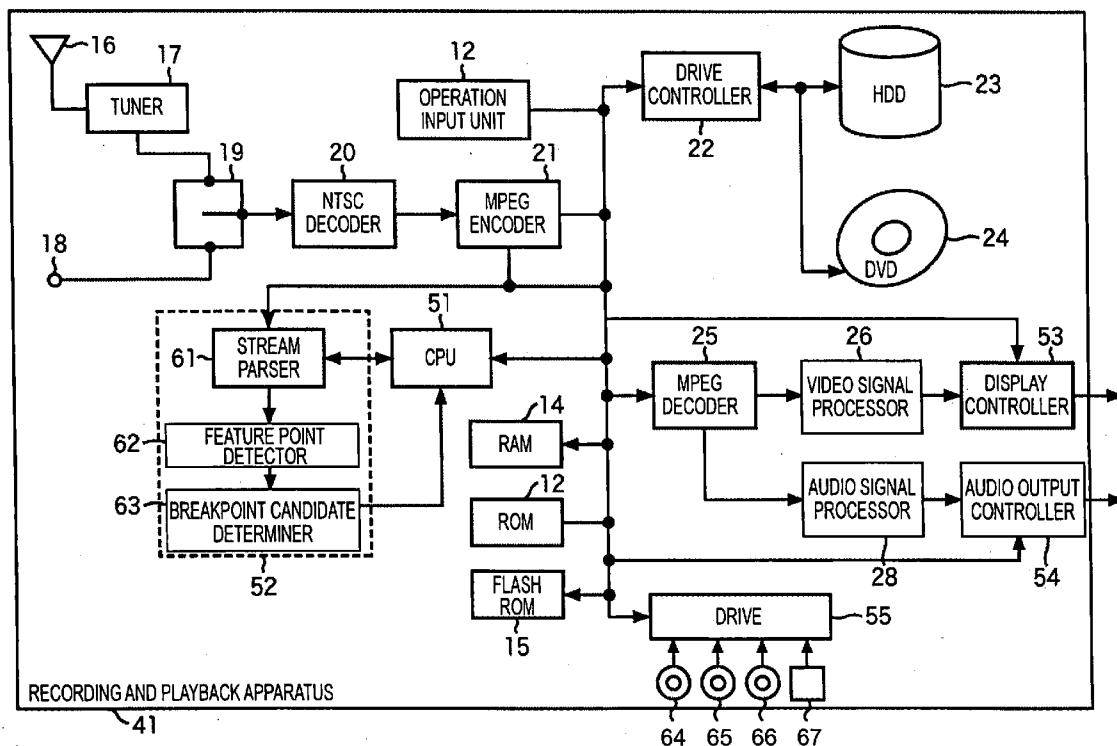 16
17
TUNER
12
OPERATION
INPUT UNIT
DRIVE
CONTROLLER
22
HDD
23
19
20
NTSC
DECODER
21
MPEG
ENCODER
18
DVD
24
51
CPU
61
STREAM
PARSER
62
FEATURE POINT
DETECTOR
63
BREAKPOINT CANDIDATE
DETERMINER
52
14
RAM
12
ROM
FLASH
ROM
15
25
MPEG
DECODER
26
VIDEO SIGNAL
PROCESSOR
53
DISPLAY
CONTROLLER
AUDIO SIGNAL
PROCESSOR
28
AUDIO OUTPUT
CONTROLLER
54
DRIVE
55
64
65
66
67
RECORDING AND PLAYBACK APPARATUS
41